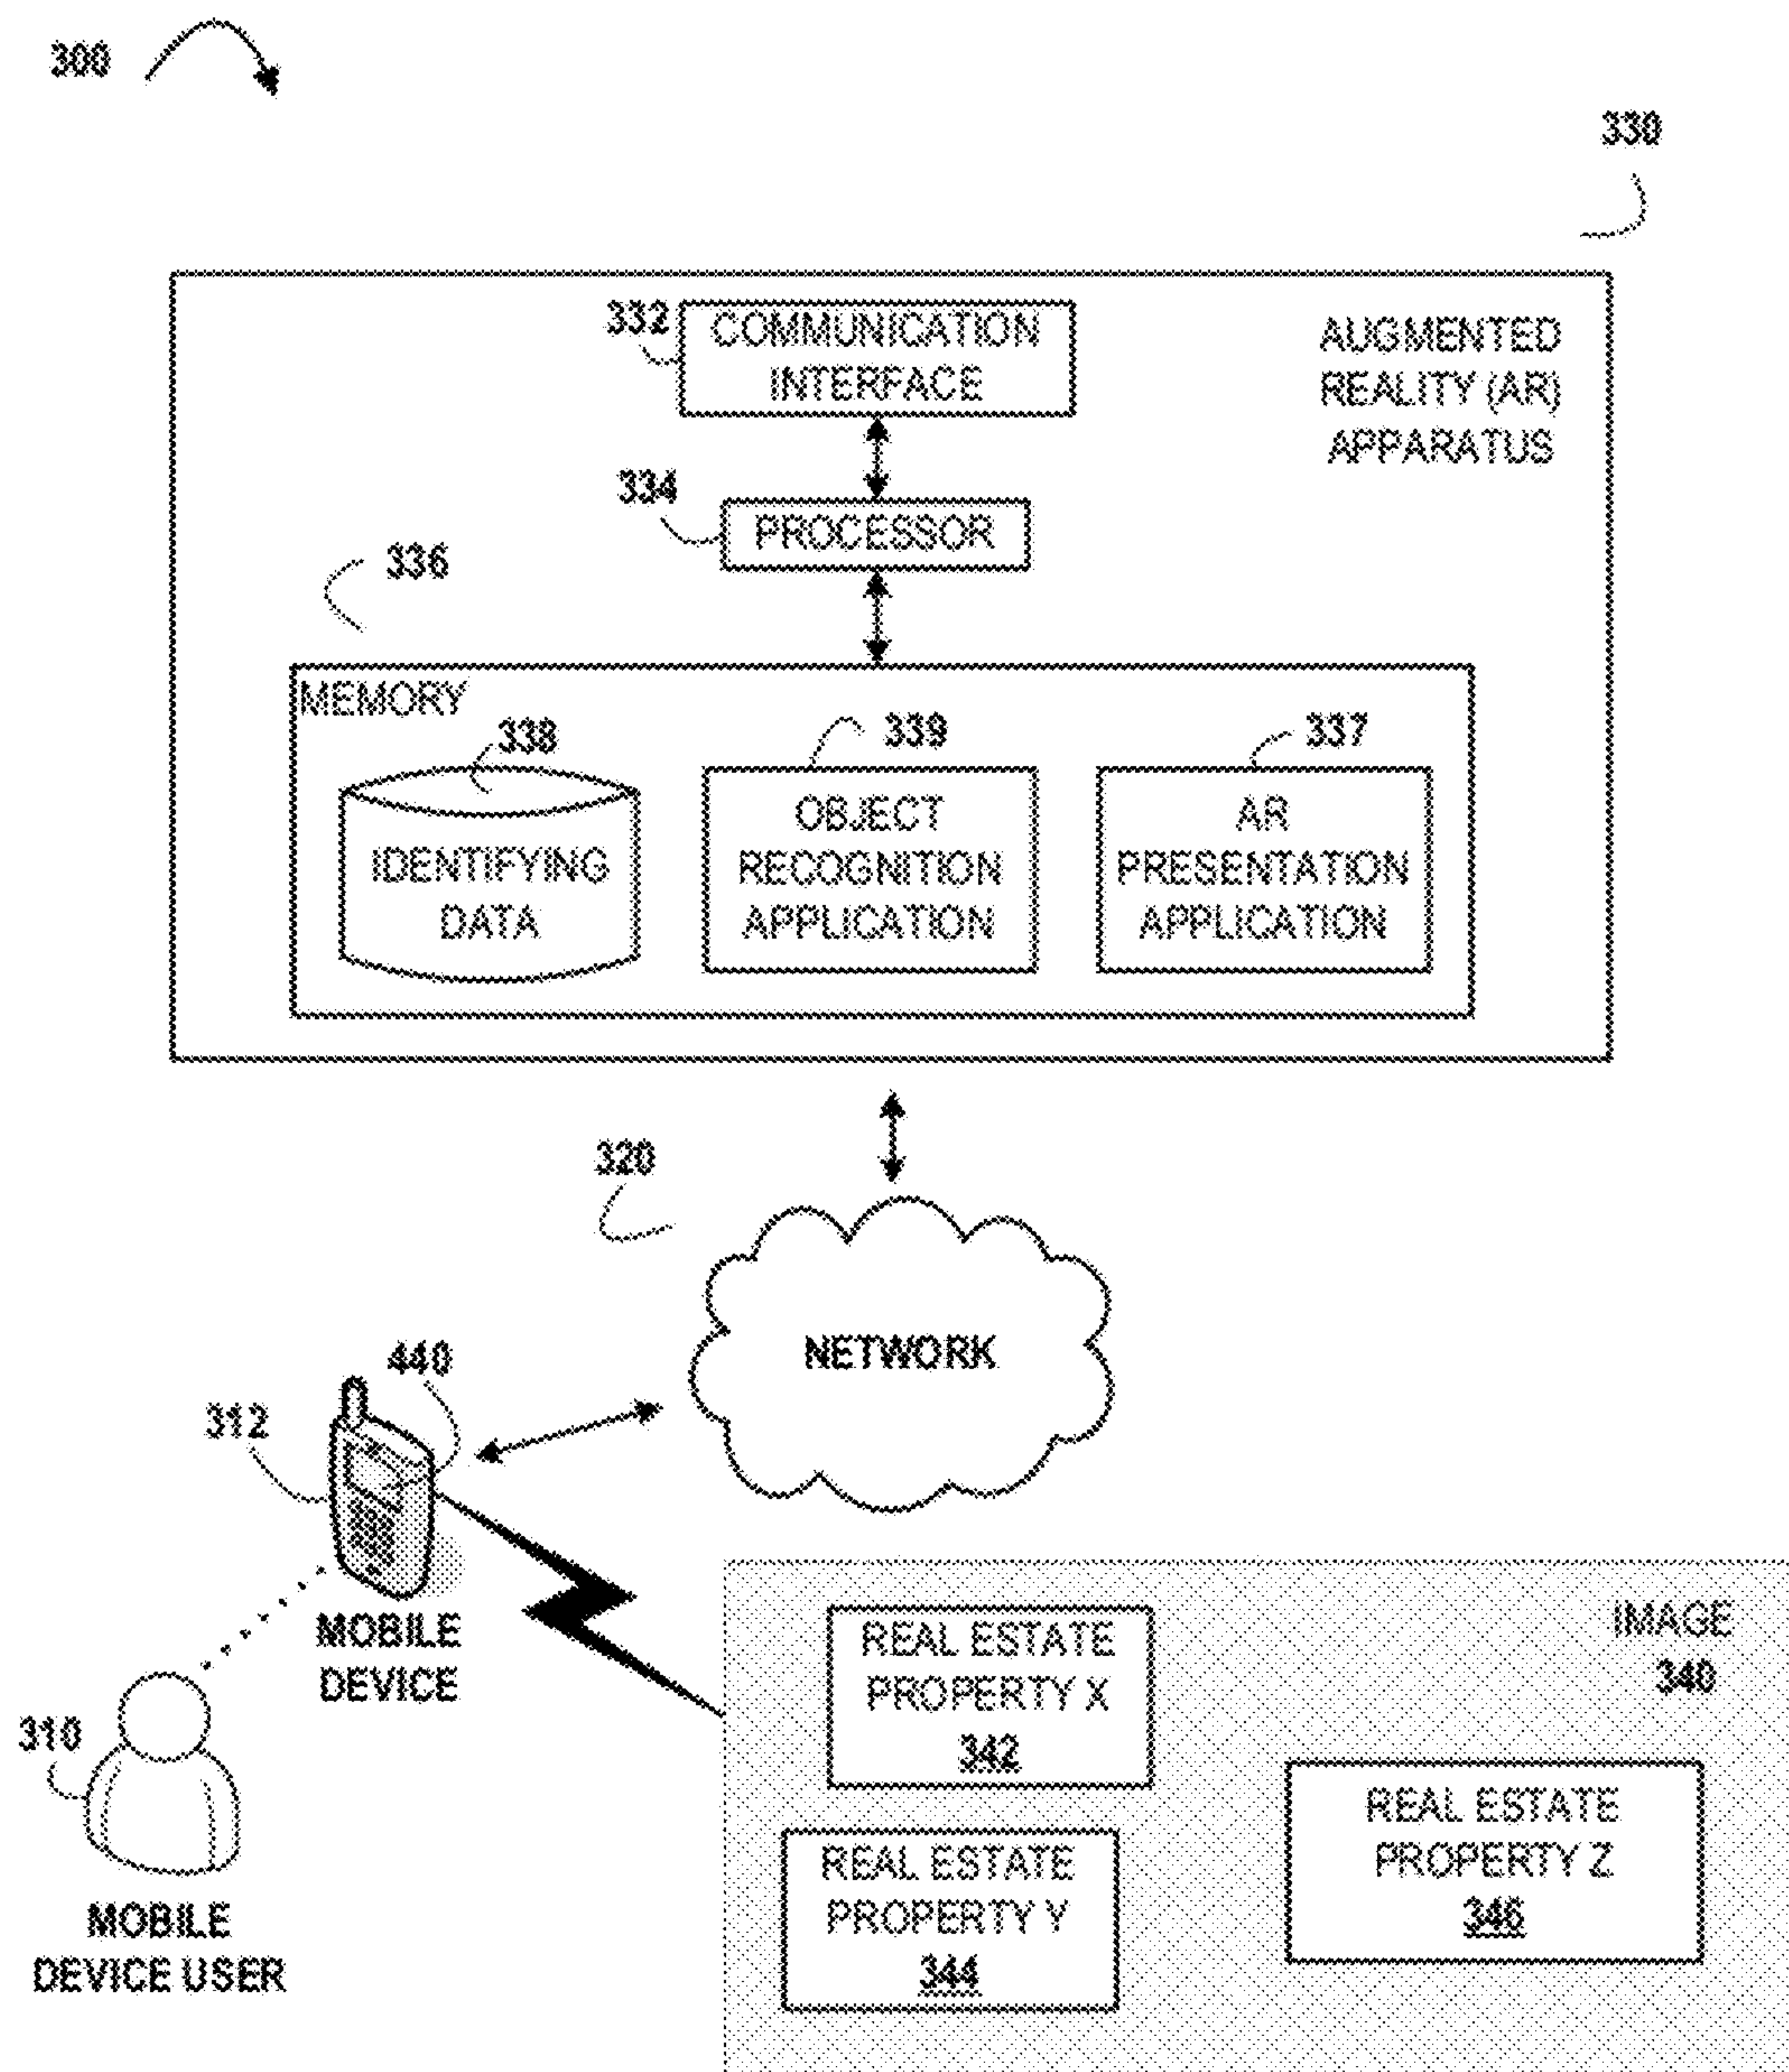 300
330
332
COMMUNICATION
INTERFACE
AUGMENTED
REALITY (AR)
APPARATUS
334
PROCESSOR
336
MEMORY
338
339
337
IDENTIFYING
DATA
OBJECT
RECOGNITION
APPLICATION
AR
PRESENTATION
APPLICATION
320
NETWORK
440
312
MOBILE
DEVICE
310
MOBILE
DEVICE USER
IMAGE
340
REAL ESTATE
PROPERTY X
342
REAL ESTATE
PROPERTY Y
344
REAL ESTATE
PROPERTY Z
346